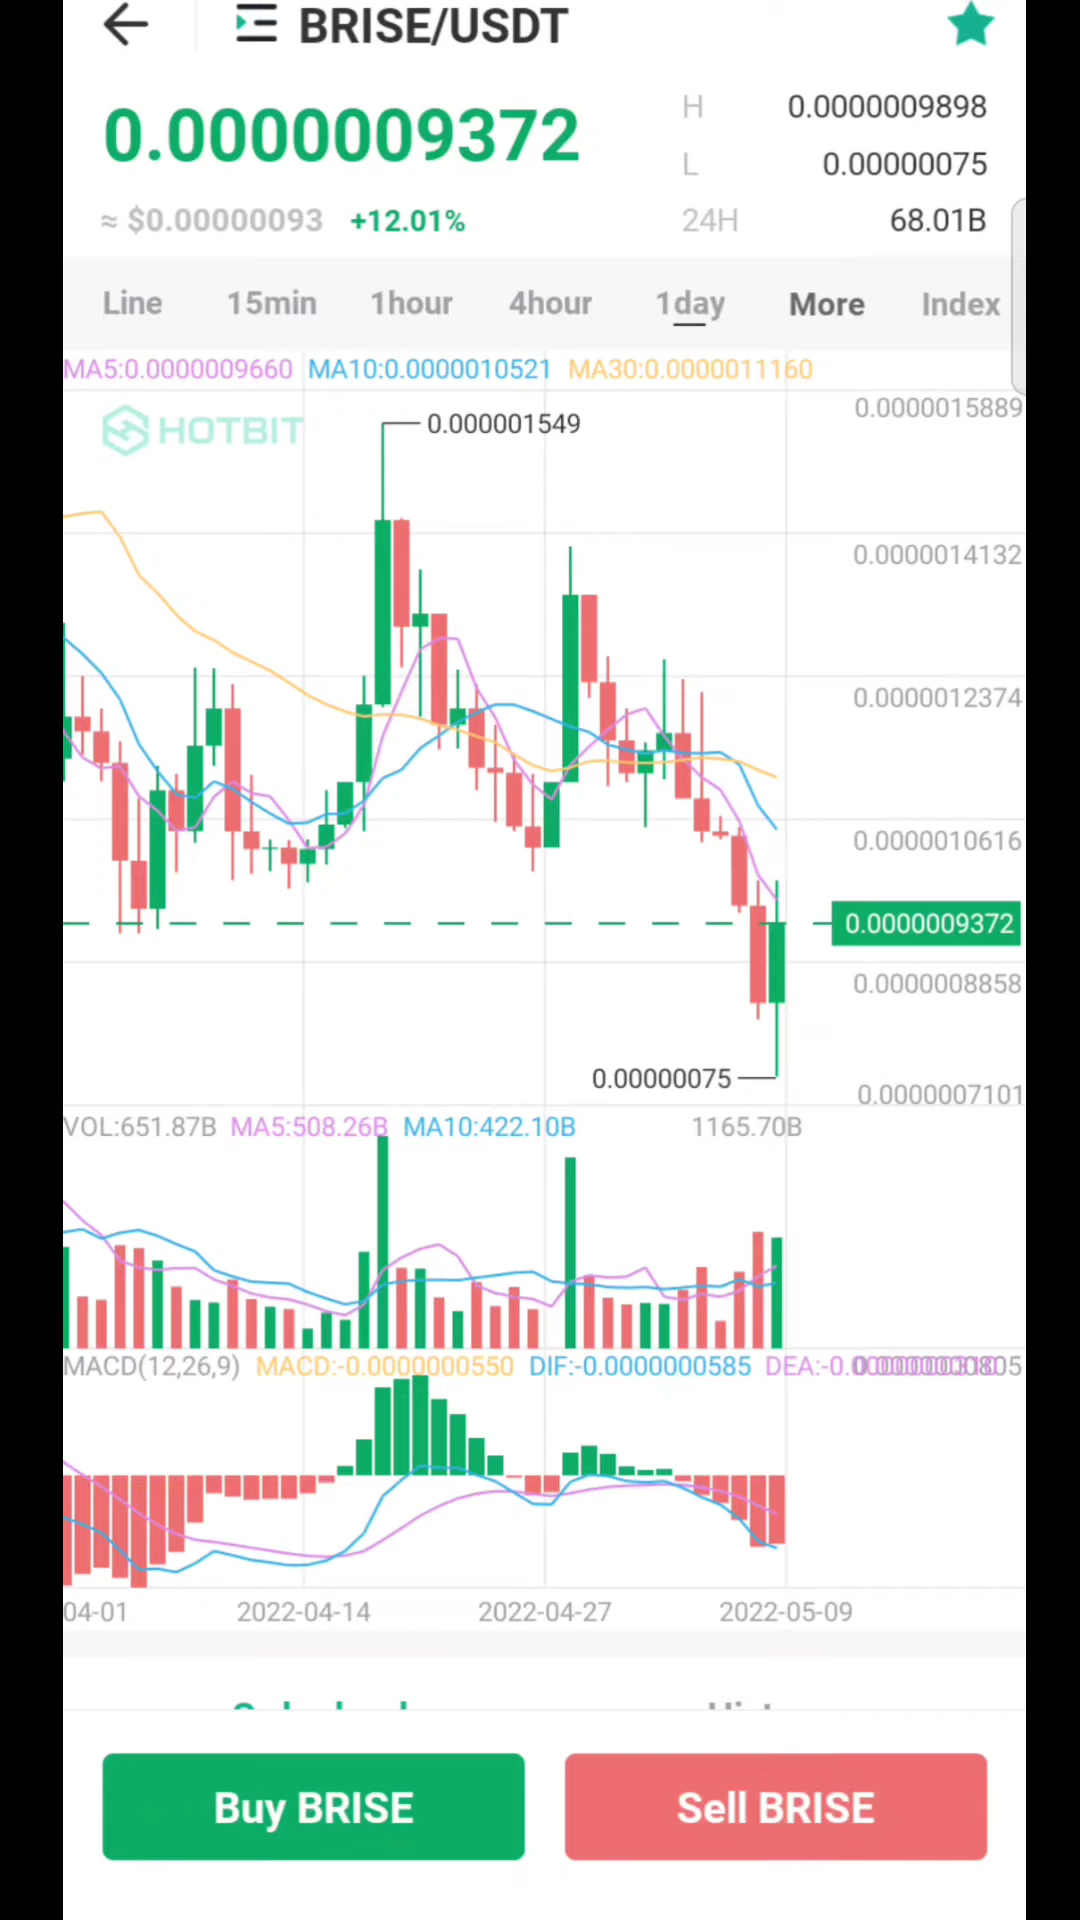 BRISE/USDT
0.0000009372
H 0.0000009898
L 0.00000075
≈ $0.00000093 +12.01%
24H 68.01B
Line 15min 1hour 4hour 1day More Index
MA5:0.0000009660 MA10:0.0000010521 MA30:0.0000011160
0.0000015889
HOTBIT
0.000001549
0.0000014132
0.0000012374
0.0000010616
0.0000009372
0.0000008858
0.00000075
0.0000007101
VOL:651.87B MA5:508.26B MA10:422.10B 1165.70B
MACD(12,26,9) MACD:-0.0000000550 DIF:-0.0000000585 DEA:-0.
04-01 2022-04-14 2022-04-27 2022-05-09
Buy BRISE Sell BRISE